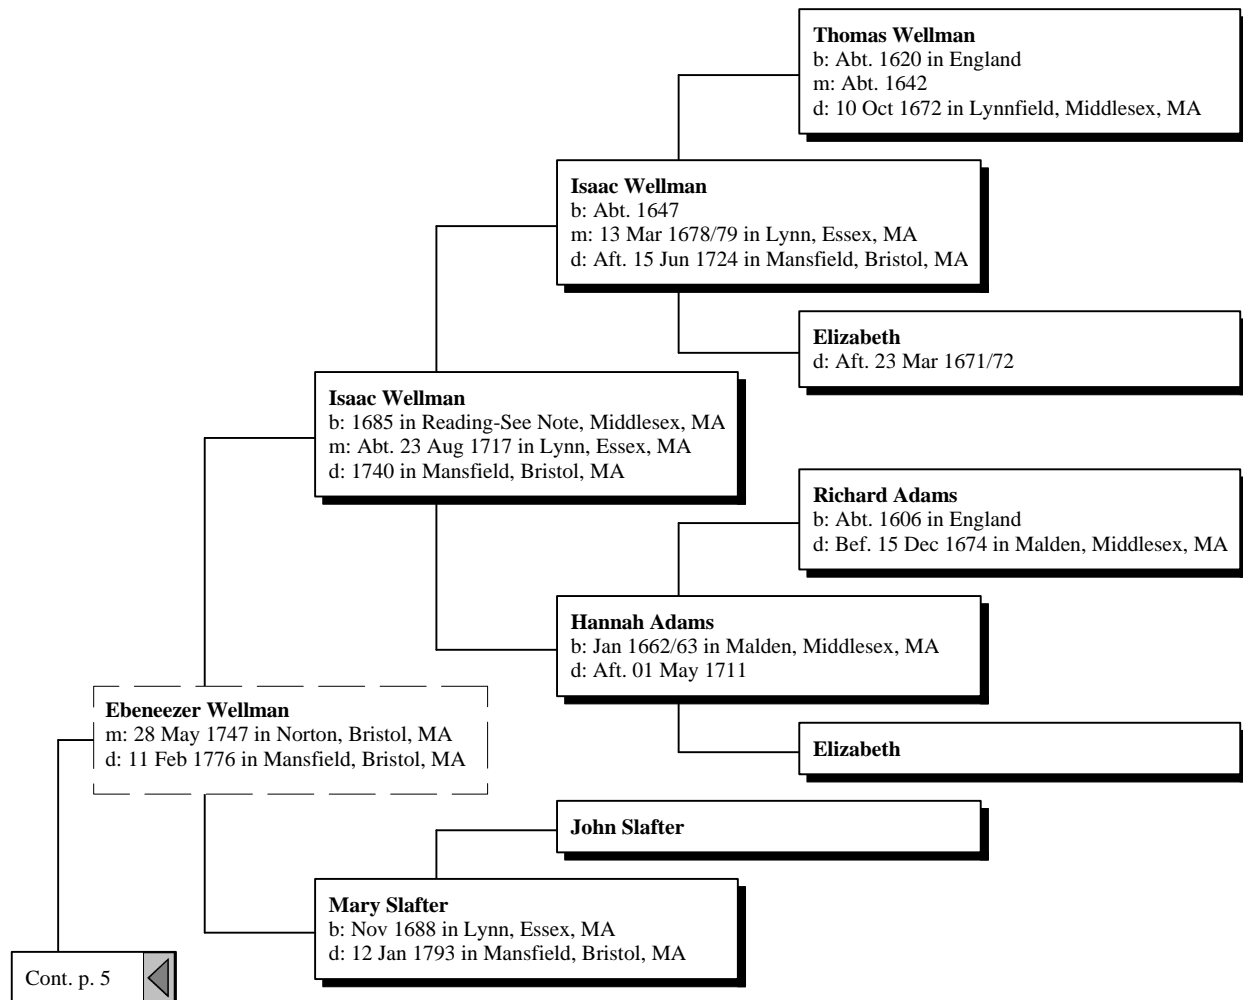 Thomas Wellman
b: Abt. 1620 in England
m: Abt. 1642
d: 10 Oct 1672 in Lynnfield, Middlesex, MA
Isaac Wellman
b: Abt. 1647
m: 13 Mar 1678/79 in Lynn, Essex, MA
d: Aft. 15 Jun 1724 in Mansfield, Bristol, MA
Elizabeth
d: Aft. 23 Mar 1671/72
Isaac Wellman
b: 1685 in Reading-See Note, Middlesex, MA
m: Abt. 23 Aug 1717 in Lynn, Essex, MA
d: 1740 in Mansfield, Bristol, MA
Richard Adams
b: Abt. 1606 in England
d: Bef. 15 Dec 1674 in Malden, Middlesex, MA
Hannah Adams
b: Jan 1662/63 in Malden, Middlesex, MA
d: Aft. 01 May 1711
Ebeneezer Wellman
m: 28 May 1747 in Norton, Bristol, MA
d: 11 Feb 1776 in Mansfield, Bristol, MA
Elizabeth
John Slafter
Mary Slafter
b: Nov 1688 in Lynn, Essex, MA
d: 12 Jan 1793 in Mansfield, Bristol, MA
Cont. p. 5